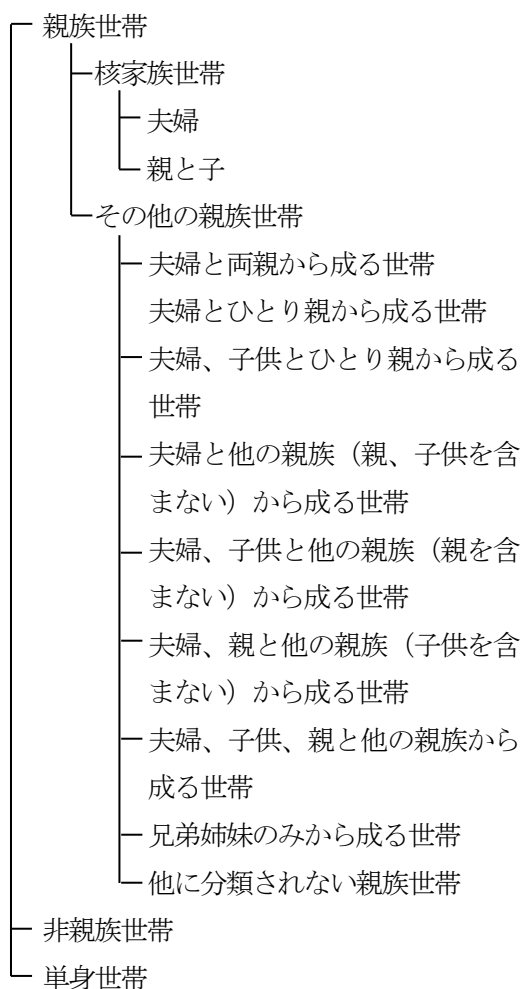 親族世帯
核家族世帯
夫婦
親と子
その他の親族世帯
夫婦と両親から成る世帯
夫婦とひとり親から成る世帯
夫婦、子供とひとり親から成る
世帯
夫婦と他の親族（親、子供を含
まない）から成る世帯
夫婦、子供と他の親族（親を含
まない）から成る世帯
夫婦、親と他の親族（子供を含
まない）から成る世帯
夫婦、子供、親と他の親族から
成る世帯
兄弟姉妹のみから成る世帯
他に分類されない親族世帯
非親族世帯
単身世帯